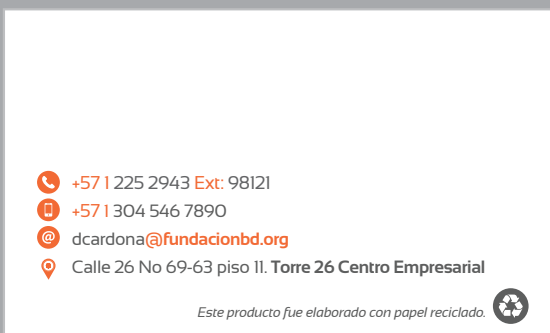 +57 1 225 2943 Ext: 98121
+57 1 304 546 7890
@ dcardona@fundacionbd.org
Calle 26 No 69-63 piso 11. Torre 26 Centro Empresarial
Este producto fue elaborado con papel reciclado.